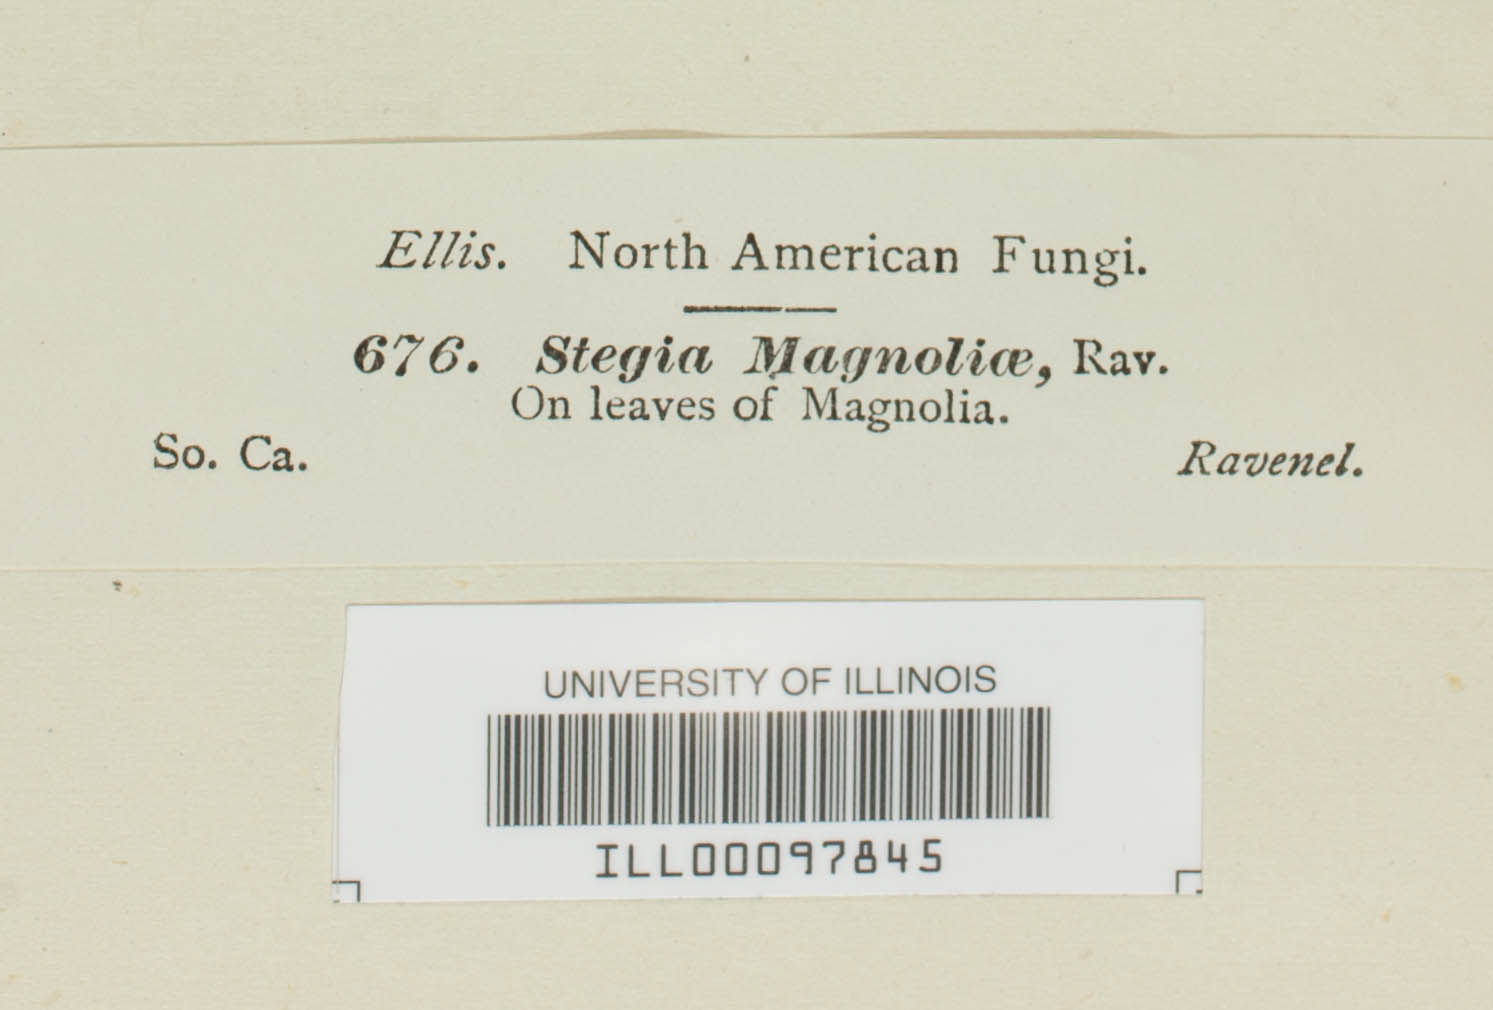 Ellis. North American Fungi.
676. Stegia Magnoliæ, Rav.
On leaves of Magnolia.
So. Ca. Ravenel.
UNIVERSITY OF ILLINOIS
ILL00097845